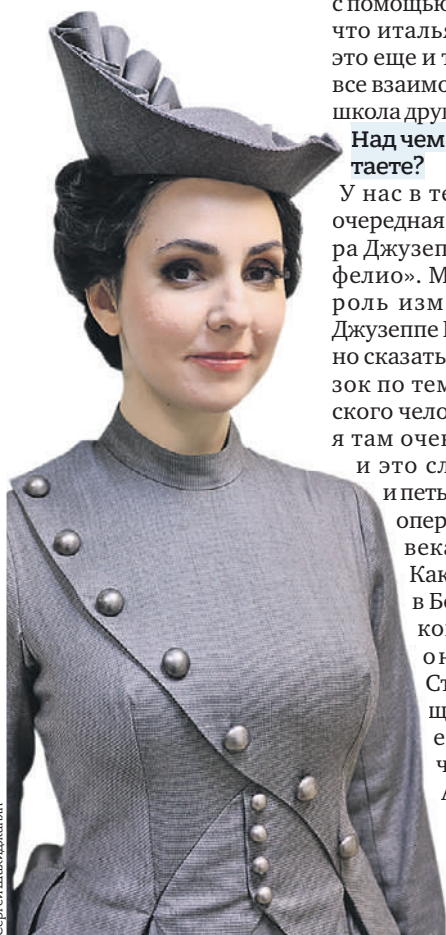 с помощью
что италья
это еще и т
все взаимо
школа друг
Над чем
таете?
У нас в те
очередная
ра Джузеп
фелио». М
роль изм
Джузеппе
но сказать
зок по тем
ского чело
я там очен
и это сл
и петь
опер
века
Как
в Бе
ко
он
Ст
щ
е
ч